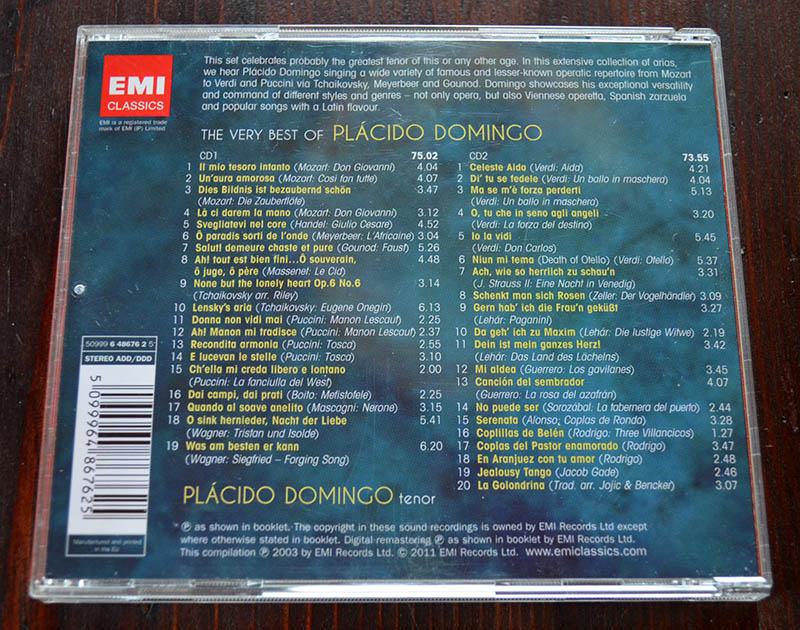 This set celebrates probably the greatest tenor of this or any other age. In this extensive collection of arias,
we hear Plácido Domingo singing a wide variety of famous and lesser-known operatic repertoire from Mozart
to Verdi and Puccini via Tchaikovsky, Meyerbeer and Gounod. Domingo showcases his exceptional versatility
and command of different styles and genres – not only opera, but also Viennese operetta, Spanish zarzuela
and popular songs with a Latin flavour.
EMI
CLASSICS
EMI is a registered trade
mark of EMI (IP) Limited
THE VERY BEST OF PLÁCIDO DOMINGO
CD1 75.02
1 Il mio tesoro intanto (Mozart: Don Giovanni) 4.04
2 Un'aura amorosa (Mozart: Così fan tutte) 4.07
3 Dies Bildnis ist bezaubernd schön 3.47
(Mozart: Die Zauberflöte)
4 Là ci darem la mano (Mozart: Don Giovanni) 3.12
5 Svegliatevi nel core (Handel: Giulio Cesare) 4.52
6 Ô paradis sorti de l'onde (Meyerbeer: L'Africaine) 3.04
7 Salut! demeure chaste et pure (Gounod: Faust) 5.26
8 Ah! tout est bien fini...Ô souverain, 4.48
ô juge, ô père (Massenet: Le Cid)
9 None but the lonely heart Op.6 No.6 3.14
(Tchaikovsky arr. Riley)
10 Lensky's aria (Tchaikovsky: Eugene Onegin) 6.13
11 Donna non vidi mai (Puccini: Manon Lescaut) 2.25
12 Ah! Manon mi tradisce (Puccini: Manon Lescaut) 2.37
13 Recondita armonia (Puccini: Tosca) 2.55
14 E lucevan le stelle (Puccini: Tosca) 3.10
15 Ch'ella mi creda libero e lontano 2.00
(Puccini: La fanciulla del West)
16 Dai campi, dai prati (Boito: Mefistofele) 2.25
17 Quando al soave anelito (Mascagni: Nerone) 3.15
18 O sink hernieder, Nacht der Liebe 5.41
(Wagner: Tristan und Isolde)
19 Was am besten er kann 6.20
(Wagner: Siegfried – Forging Song)
CD2 73.55
1 Celeste Aida (Verdi: Aida) 4.21
2 Di' tu se fedele (Verdi: Un ballo in maschera) 4.04
3 Ma se m'è forza perderti 5.13
(Verdi: Un ballo in maschera)
4 O, tu che in seno agli angeli 3.20
(Verdi: La forza del destino)
5 Io la vidi 5.45
(Verdi: Don Carlos)
6 Niun mi tema (Death of Otello) (Verdi: Otello) 5.37
7 Ach, wie so herrlich zu schau'n 3.31
(J. Strauss II: Eine Nacht in Venedig)
8 Schenkt man sich Rosen (Zeller: Der Vogelhändler) 3.09
9 Gern hab' ich die Frau'n geküßt 3.27
(Lehár: Paganini)
10 Da geh' ich zu Maxim (Lehár: Die lustige Witwe) 2.19
11 Dein ist mein ganzes Herz! 3.42
(Lehár: Das Land des Lächelns)
12 Mi aldea (Guerrero: Los gavilanes) 3.45
13 Canción del sembrador 4.07
(Guerrero: La rosa del azafrán)
14 No puede ser (Sorozábal: La tabernera del puerto) 2.44
15 Serenata (Alonso: Coplas de Ronda) 3.28
16 Coplillas de Belén (Rodrigo: Three Villancicos) 1.27
17 Coplas del Pastor enamorado (Rodrigo) 3.47
18 En Aranjuez con tu amor (Rodrigo) 2.48
19 Jealousy Tango (Jacob Gade) 2.46
20 La Golondrina (Trad. arr. Jojic & Bencker) 3.07
50999 6 48676 2 5
STEREO ADD/DDD
5 099964 867625
Manufactured and printed
in the EU
PLÁCIDO DOMINGO tenor
℗ as shown in booklet. The copyright in these sound recordings is owned by EMI Records Ltd except
where otherwise stated in booklet. Digital remastering ℗ as shown in booklet by EMI Records Ltd.
This compilation ℗ 2003 by EMI Records Ltd. © 2011 EMI Records Ltd. www.emiclassics.com